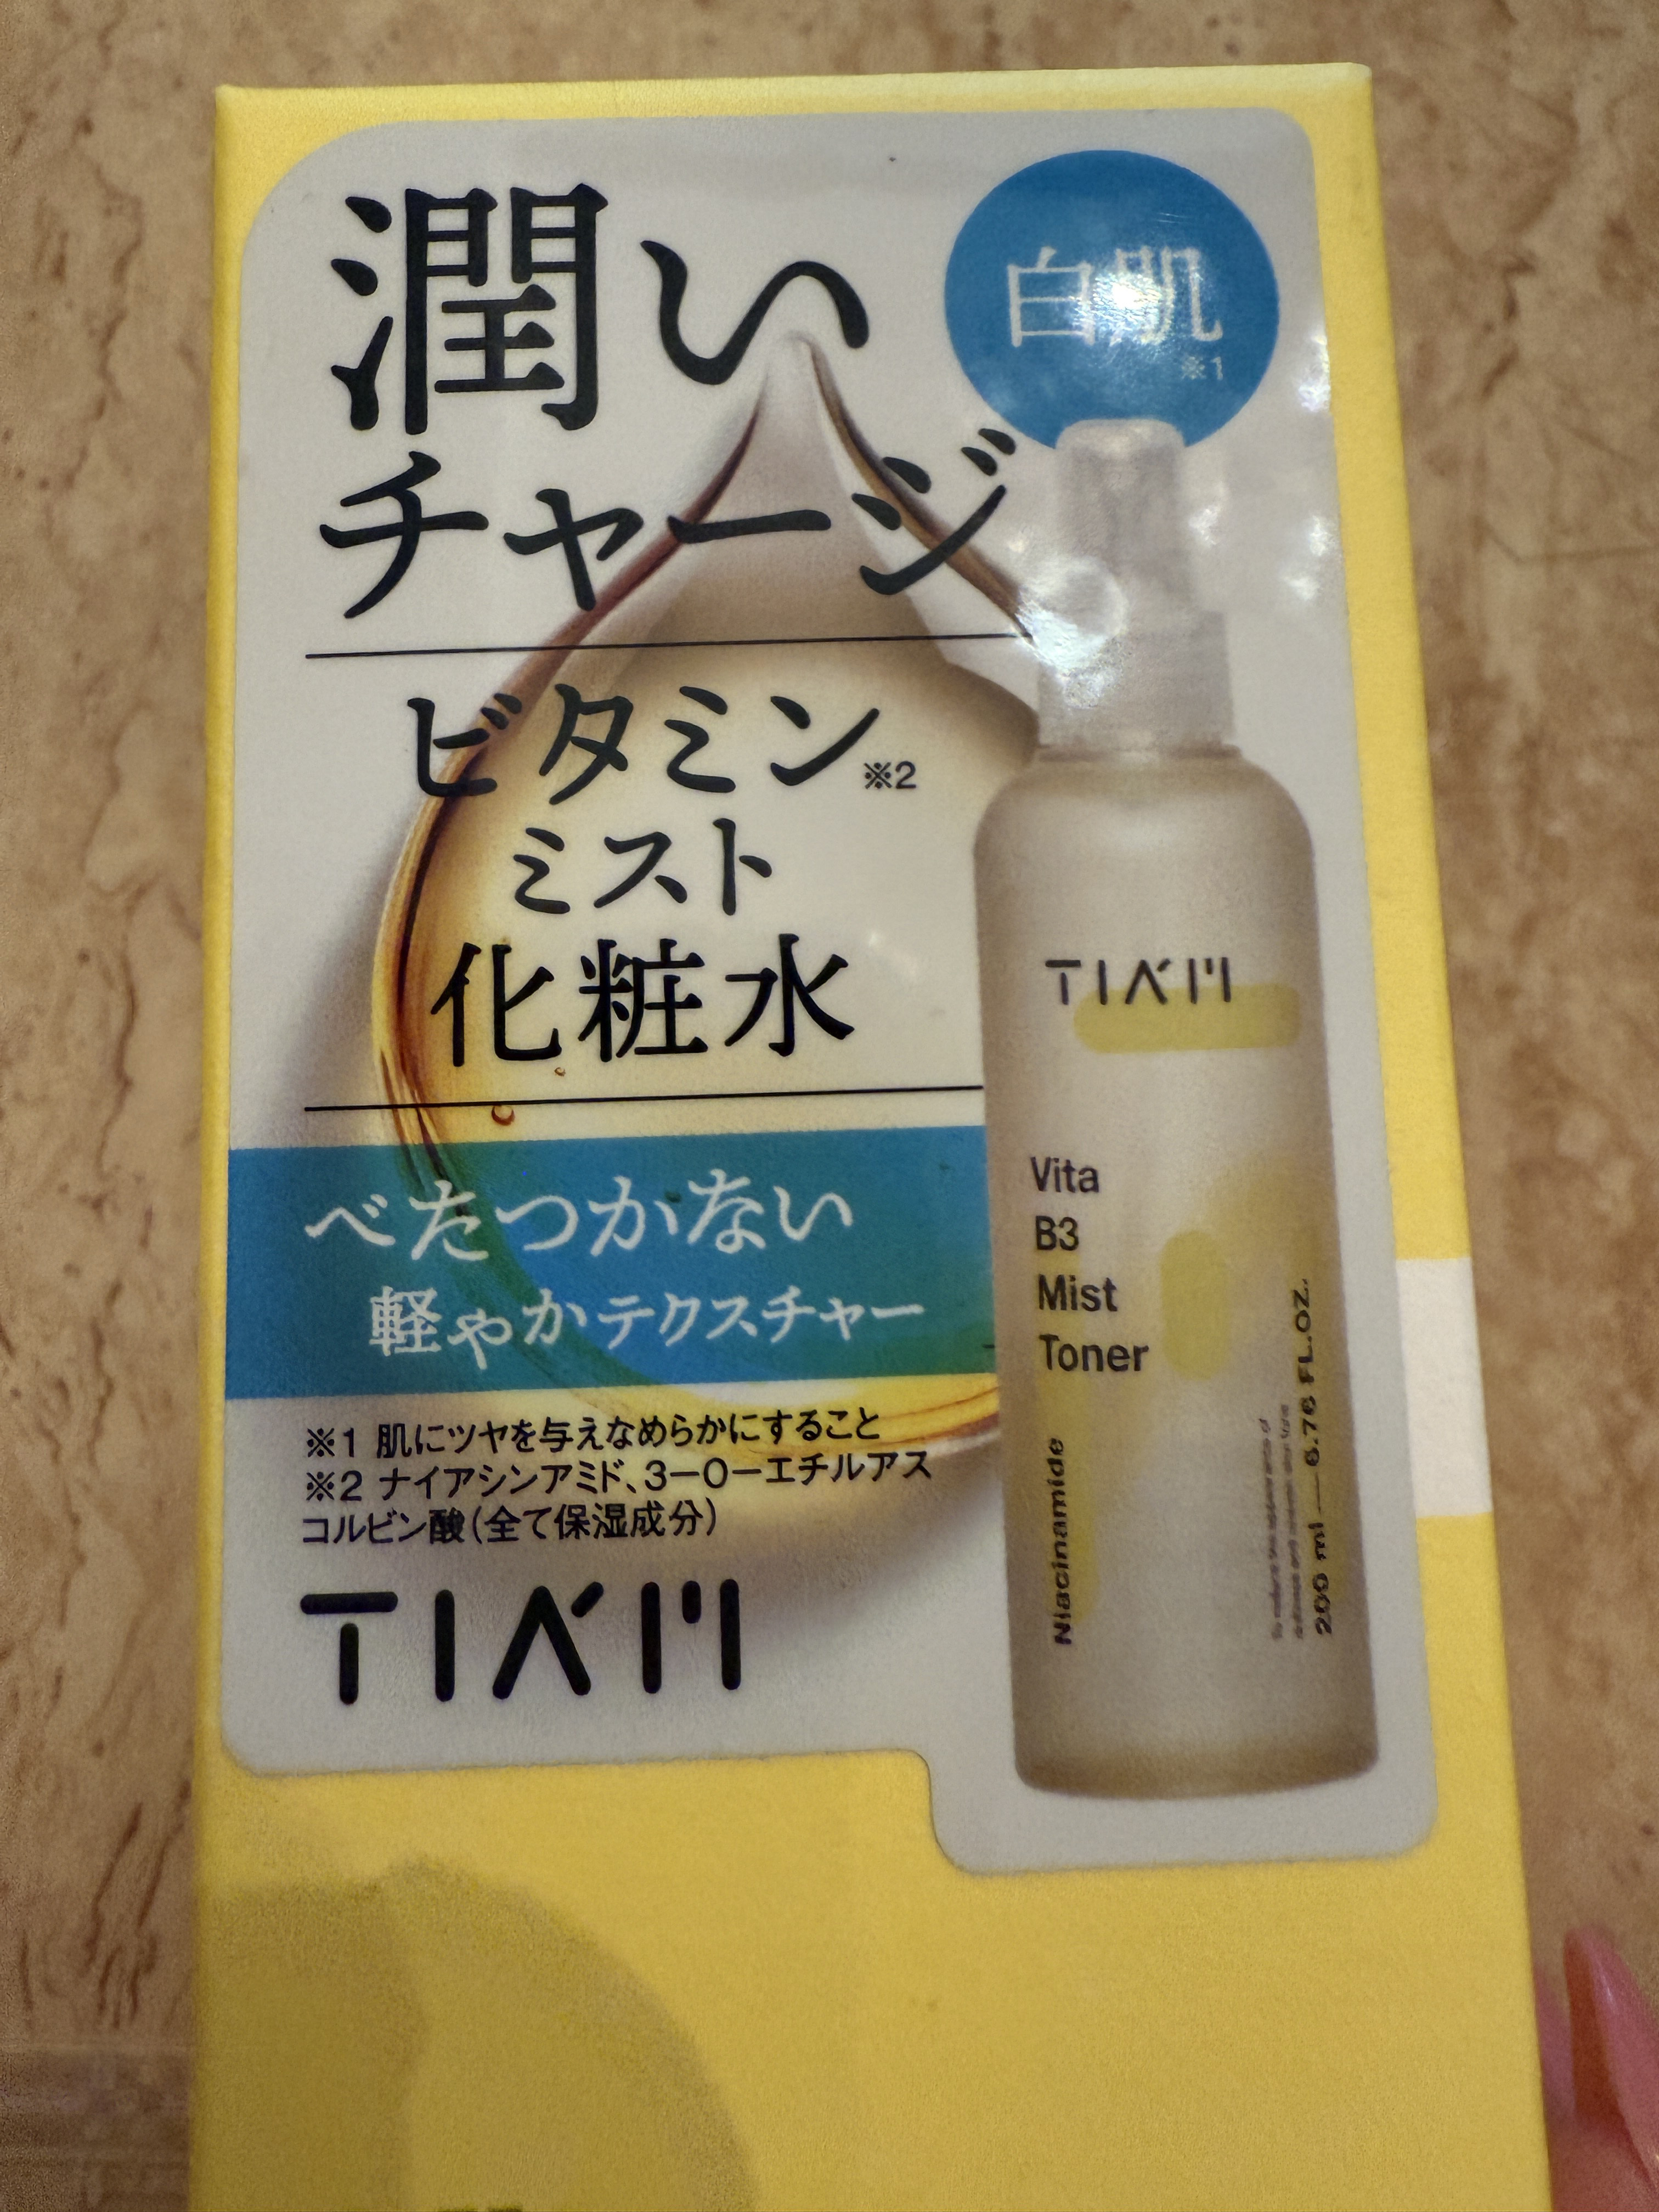 潤い
チャージ
白肌
※1
ビタミン※2
ミスト
化粧水
べたつかない
軽やかテクスチャー
※1 肌にツヤを与えなめらかにすること
※2 ナイアシンアミド、3-O-エチルアス
コルビン酸(全て保湿成分)
TIA'M
TIA'M
Vita
B3
Mist
Toner
Niacinamide
200 ml — 6.76 FL.OZ.